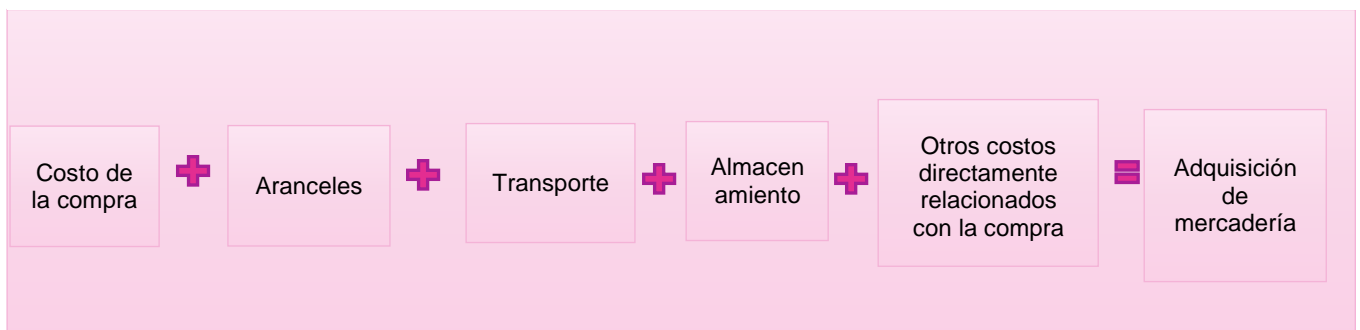 Costo de
la compra
Aranceles
Transporte
Almacen
amiento
Otros costos
directamente
relacionados
con la compra
Adquisición
de
mercadería